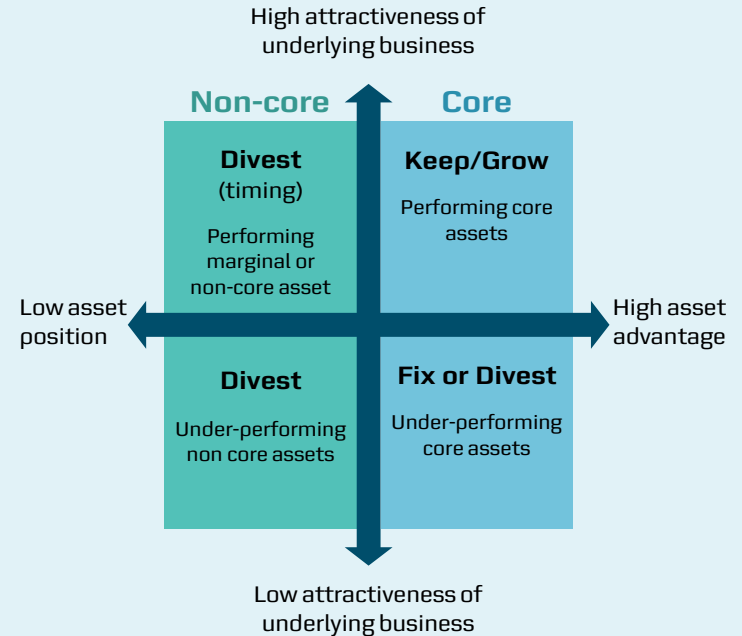 High attractiveness of
underlying business
Non-core
Core
Divest
(timing)
Performing
marginal or
non-core asset
Keep/Grow
Performing core
assets
Low asset
position
High asset
advantage
Divest
Under-performing
non core assets
Fix or Divest
Under-performing
core assets
Low attractiveness of
underlying business